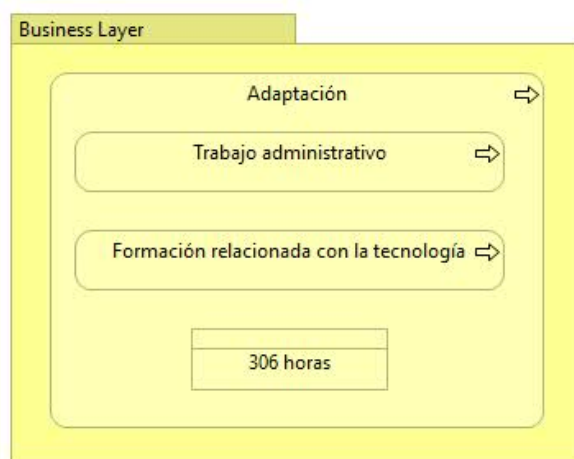 Business Layer
Adaptación
Trabajo administrativo
Formación relacionada con la tecnología
306 horas